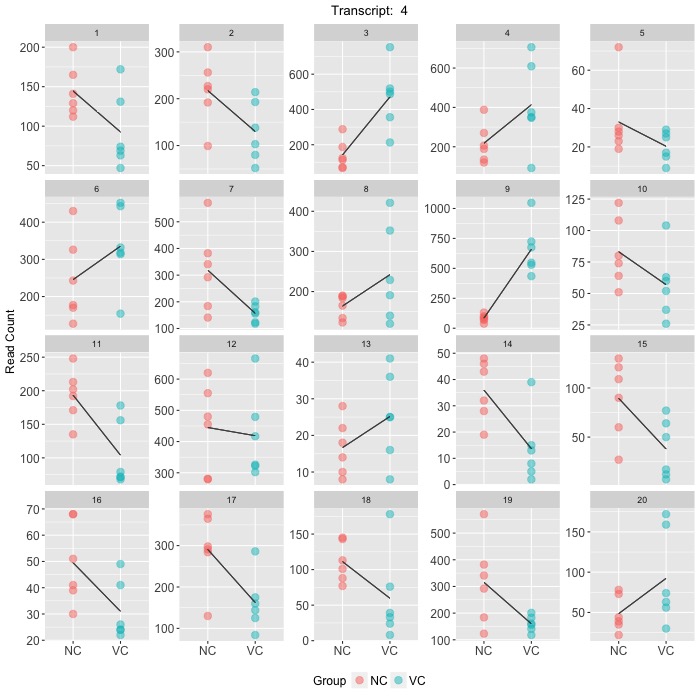 Transcript: 4
1 2 3 4 5
200 300 600 600 60
150 200 400 400 40
100 100 200 200 20
50
6 7 8 9 10
400 500 400 1000 125
300 400 200 750 100
200 300 500 75
200 250 50
100 0 25
Read Count
11 12 13 14 15
250 600 40 50 100
200 500 30 40 50
150 400 20 30
100 300 10 20
10
0
16 17 18 19 20
70 300 150 500 150
60 200 100 400 100
50 100 50 300 50
40 0 200
30 100
20
NC VC NC VC NC VC NC VC NC VC
Group NC VC